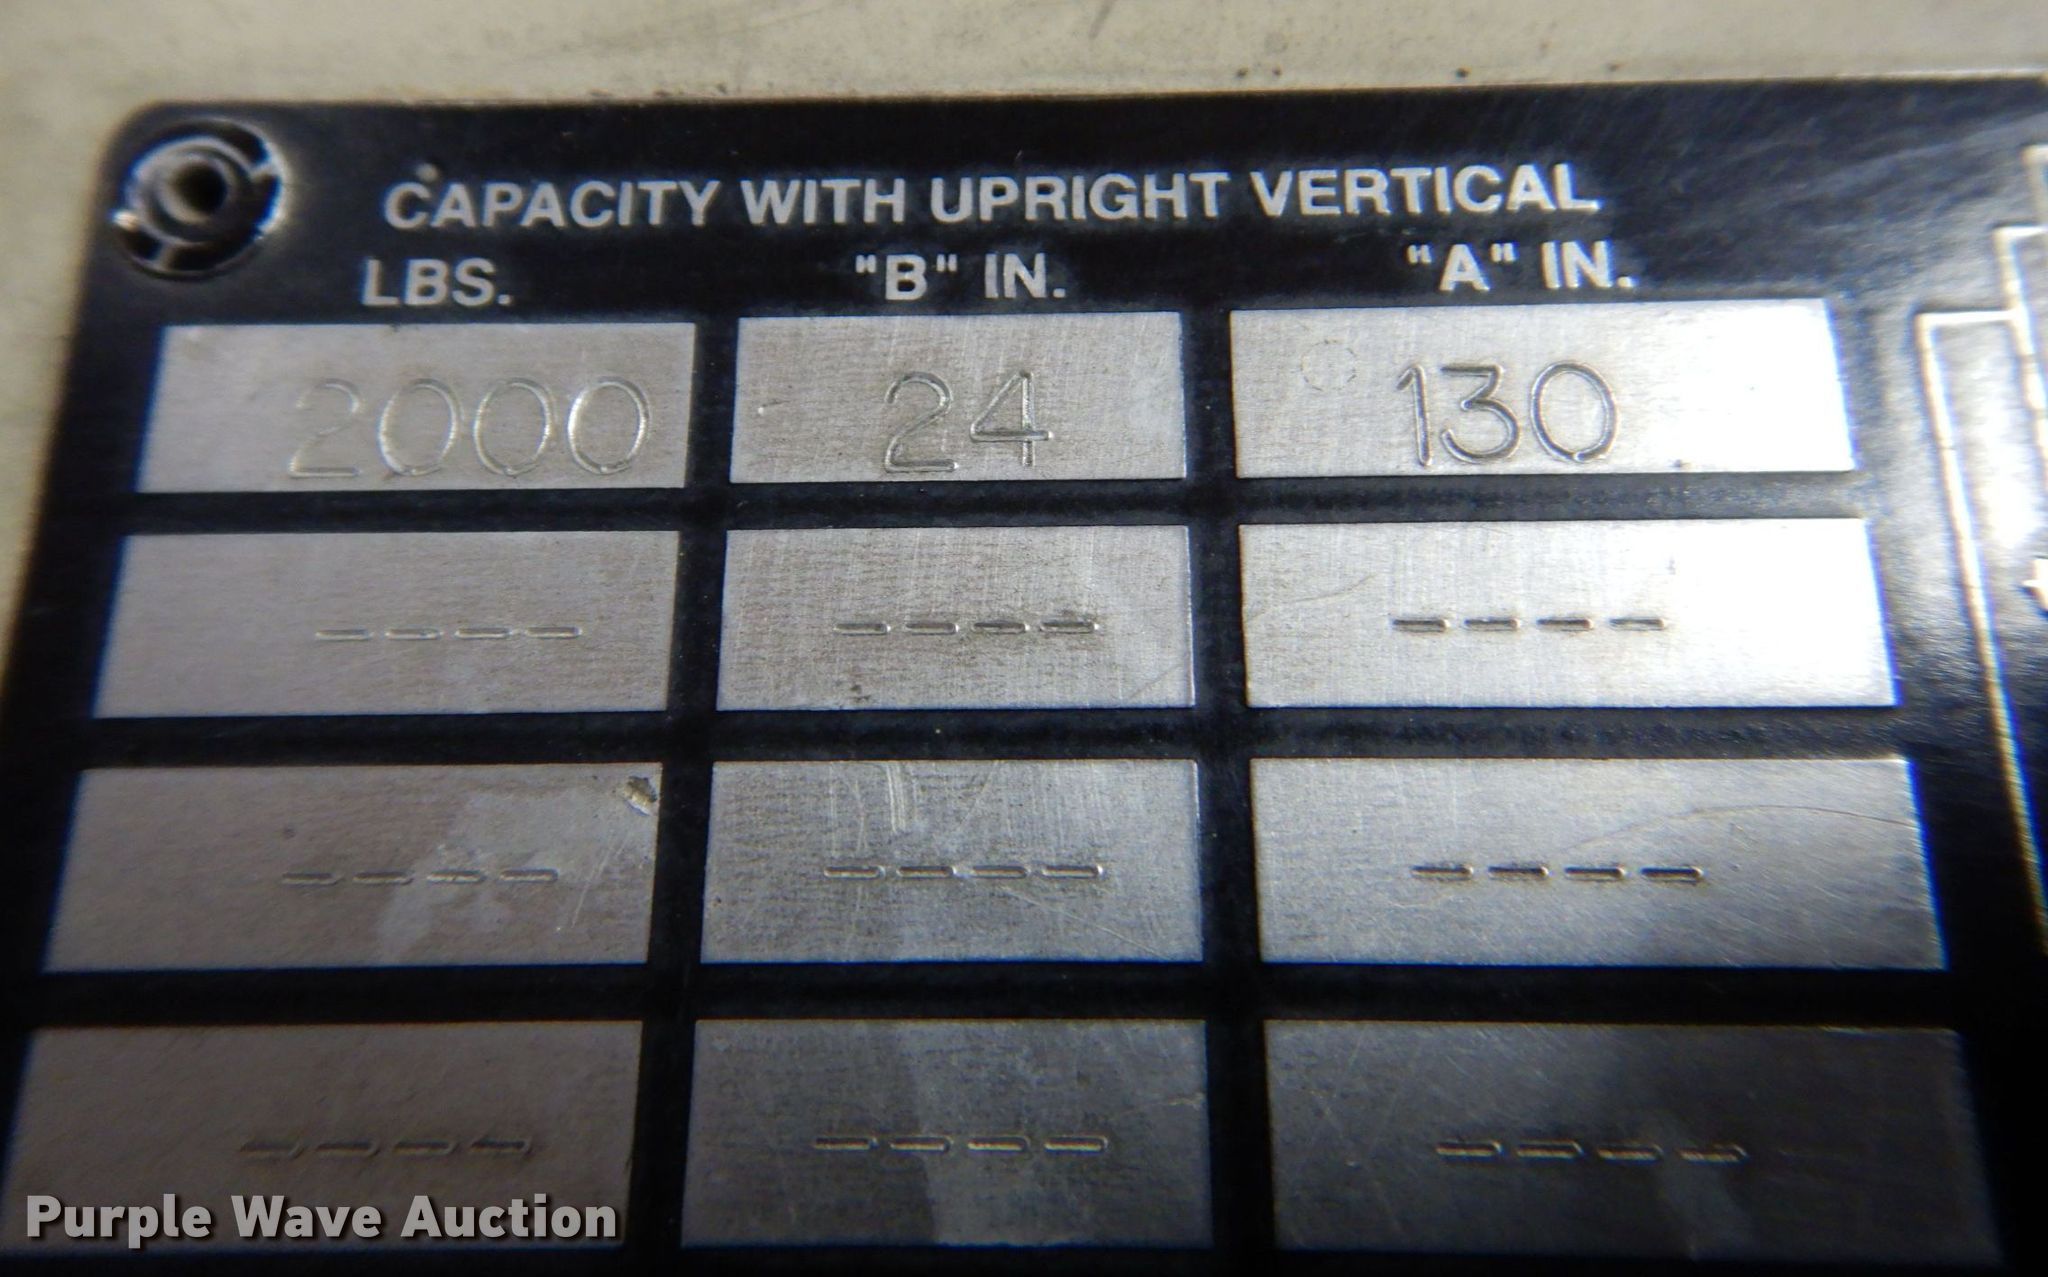 CAPACITY WITH UPRIGHT VERTICAL
LBS. "B" IN. "A" IN.
2000 24 130
---- ---- ----
---- ---- ----
---- ---- ----
Purple Wave Auction